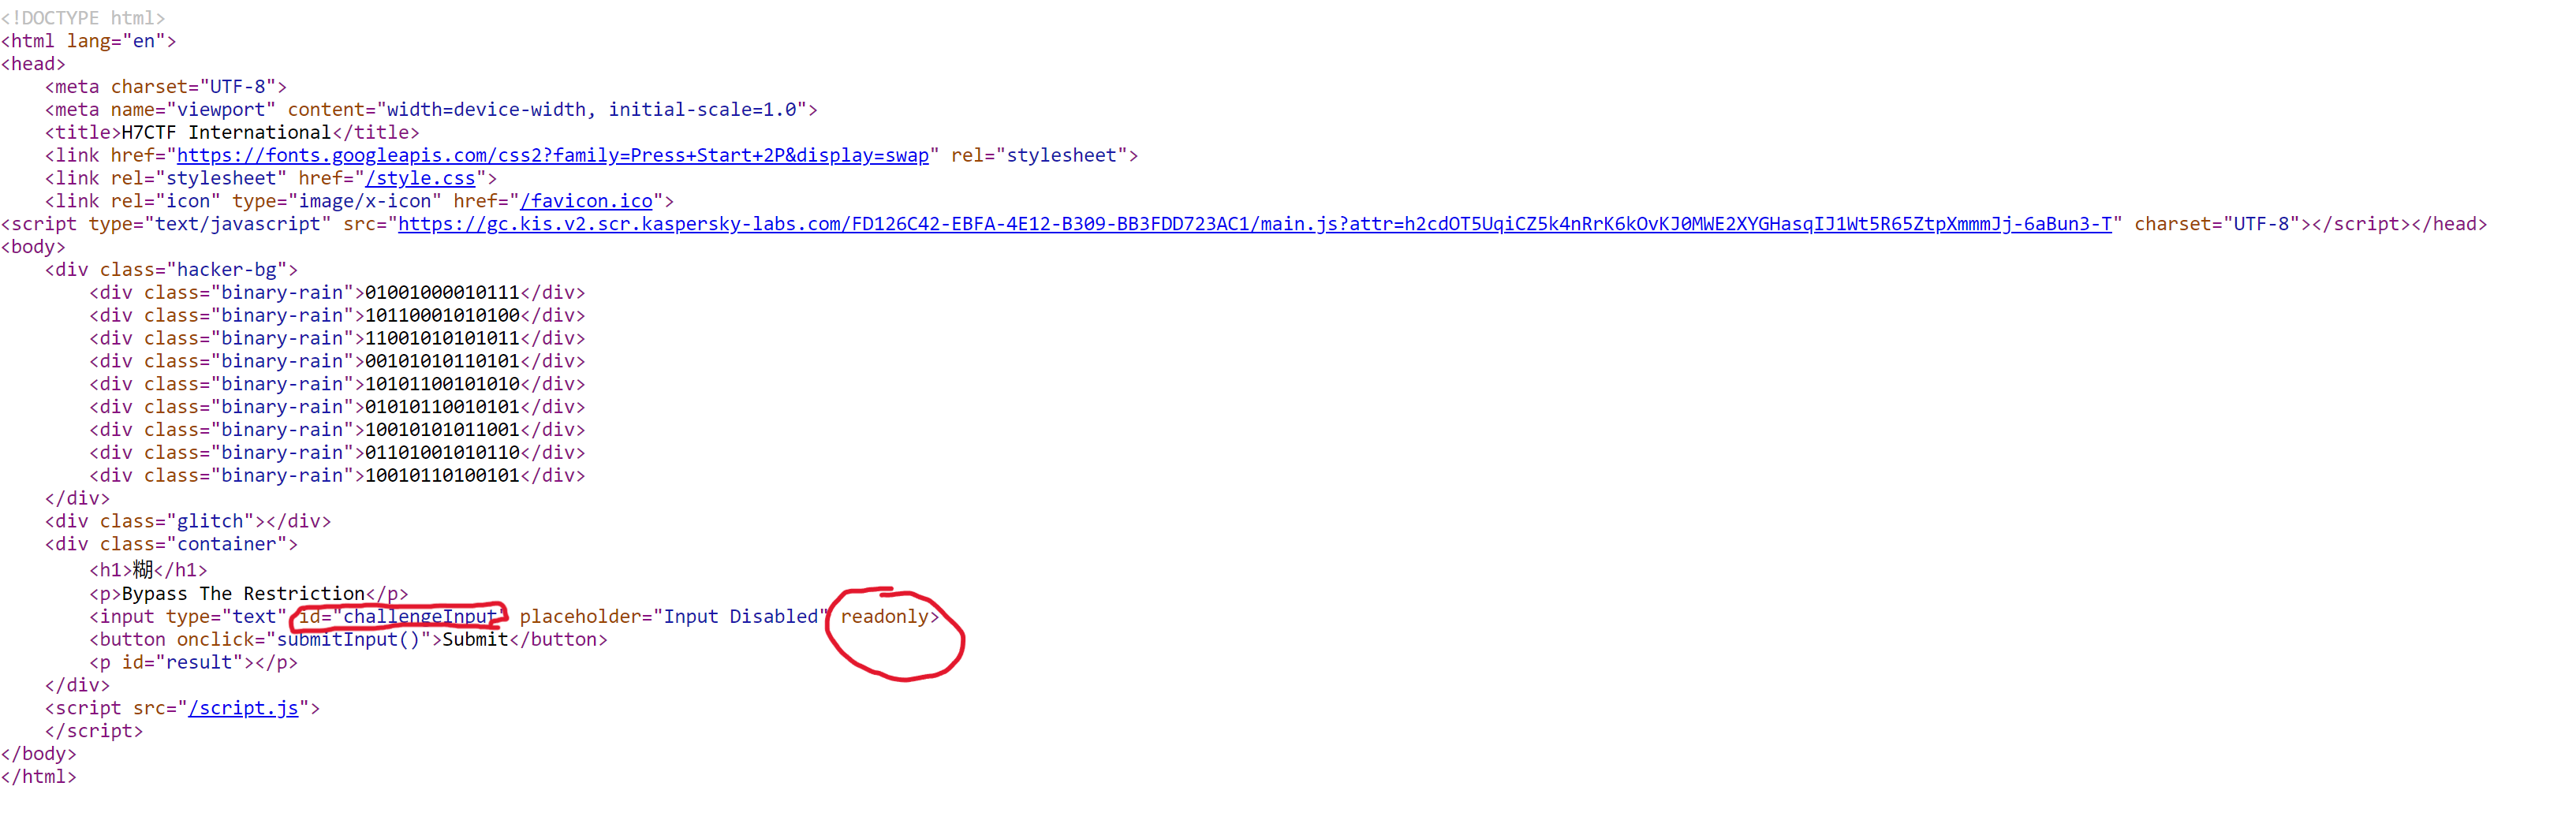 <!DOCTYPE html>
<html lang="en">
<head>
    <meta charset="UTF-8">
    <meta name="viewport" content="width=device-width, initial-scale=1.0">
    <title>H7CTF International</title>
    <link href="https://fonts.googleapis.com/css2?family=Press+Start+2P&display=swap" rel="stylesheet">
    <link rel="stylesheet" href="/style.css">
    <link rel="icon" type="image/x-icon" href="/favicon.ico">
<script type="text/javascript" src="https://gc.kis.v2.scr.kaspersky-labs.com/FD126C42-EBFA-4E12-B309-BB3FDD723AC1/main.js?attr=h2cdOT5UqiCZ5k4nRrK6kOvKJ0MWE2XYGHasqIJ1Wt5R65ZtpXmmmJj-6aBun3-T" charset="UTF-8"></script></head>
<body>
    <div class="hacker-bg">
        <div class="binary-rain">01001000010111</div>
        <div class="binary-rain">10110001010100</div>
        <div class="binary-rain">11001010101011</div>
        <div class="binary-rain">00101010110101</div>
        <div class="binary-rain">10101100101010</div>
        <div class="binary-rain">01010110010101</div>
        <div class="binary-rain">10010101011001</div>
        <div class="binary-rain">01101001010110</div>
        <div class="binary-rain">10010110100101</div>
    </div>
    <div class="glitch"></div>
    <div class="container">
        <h1>糊</h1>
        <p>Bypass The Restriction</p>
        <input type="text" id="challengeInput" placeholder="Input Disabled" readonly>
        <button onclick="submitInput()">Submit</button>
        <p id="result"></p>
    </div>
    <script src="/script.js">
    </script>
</body>
</html>